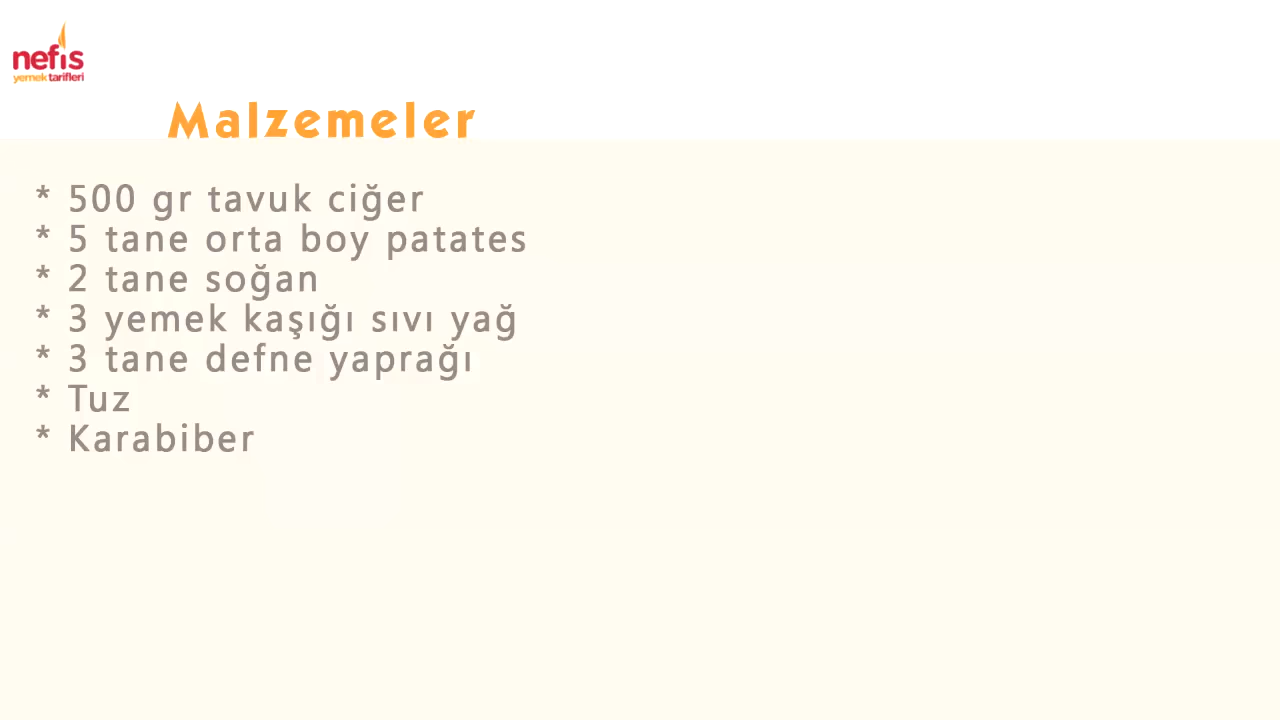 nefis
yemek tarifleri
Malzemeler
* 500 gr tavuk ciğer
* 5 tane orta boy patates
* 2 tane soğan
* 3 yemek kaşığı sıvı yağ
* 3 tane defne yaprağı
* Tuz
* Karabiber